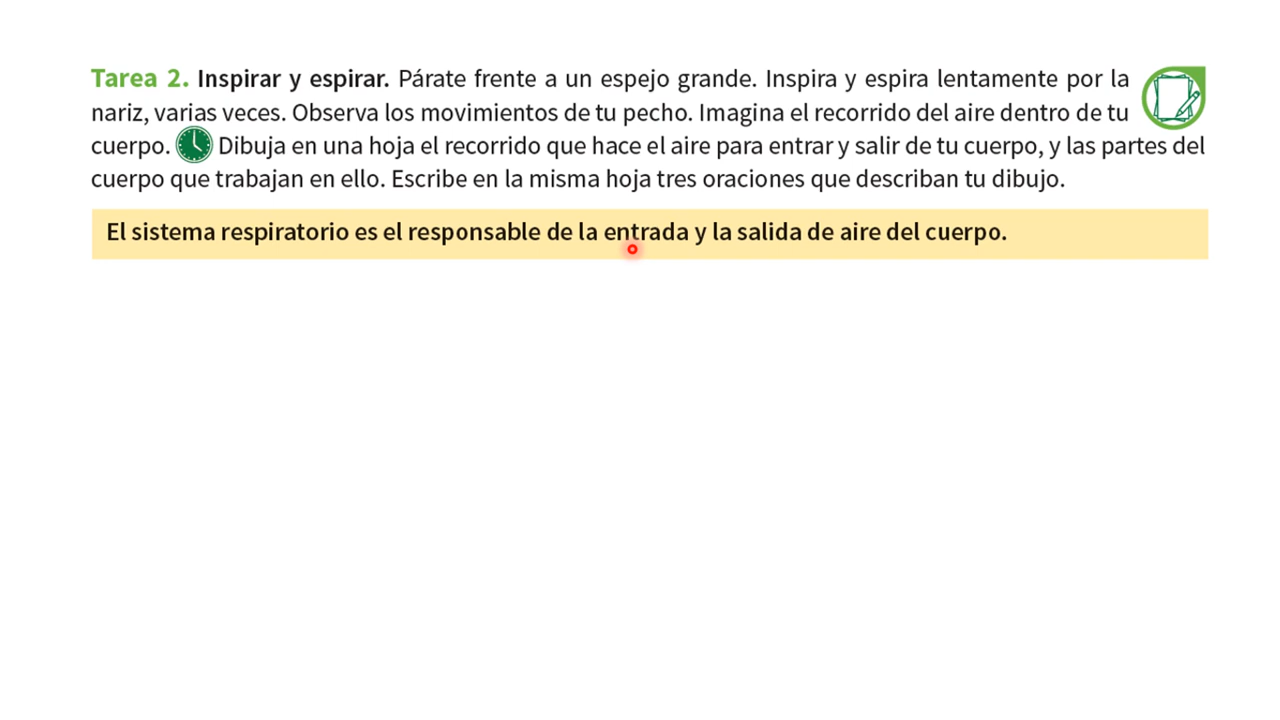 Tarea 2. Inspirar y espirar. Párate frente a un espejo grande. Inspira y espira lentamente por la
nariz, varias veces. Observa los movimientos de tu pecho. Imagina el recorrido del aire dentro de tu
cuerpo. Dibuja en una hoja el recorrido que hace el aire para entrar y salir de tu cuerpo, y las partes del
cuerpo que trabajan en ello. Escribe en la misma hoja tres oraciones que describan tu dibujo.
El sistema respiratorio es el responsable de la entrada y la salida de aire del cuerpo.